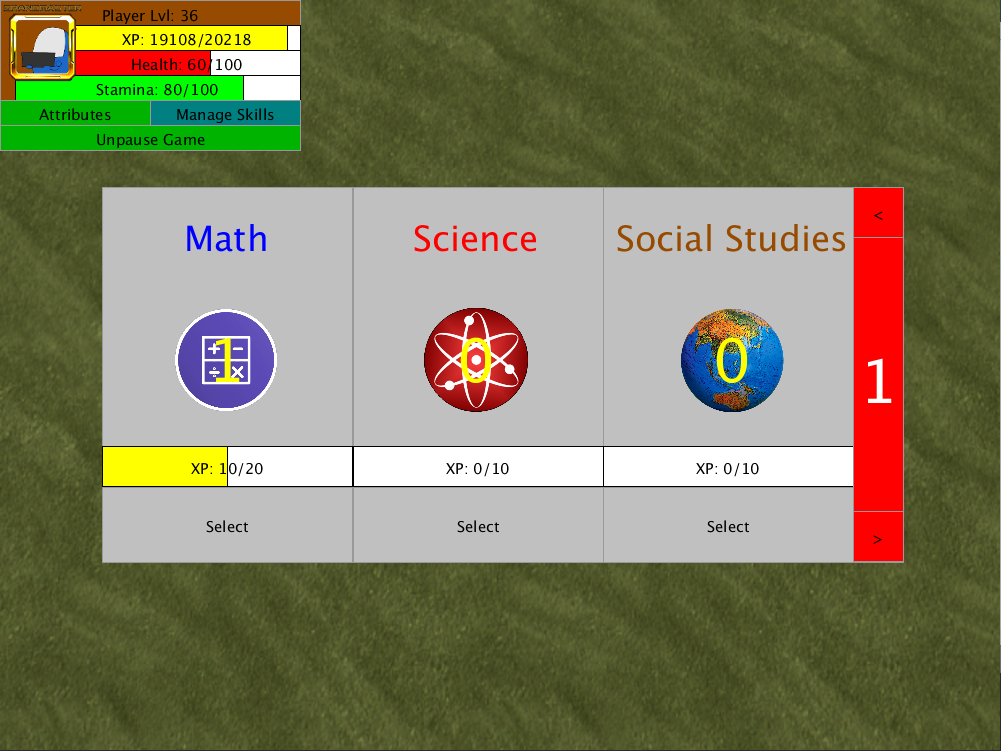 Player Lvl: 36
XP: 19108/20218
Health: 60/100
Stamina: 80/100
Attributes Manage Skills
Unpause Game
Math Science Social Studies <
1 0 0 1
XP: 10/20 XP: 0/10 XP: 0/10
Select Select Select >